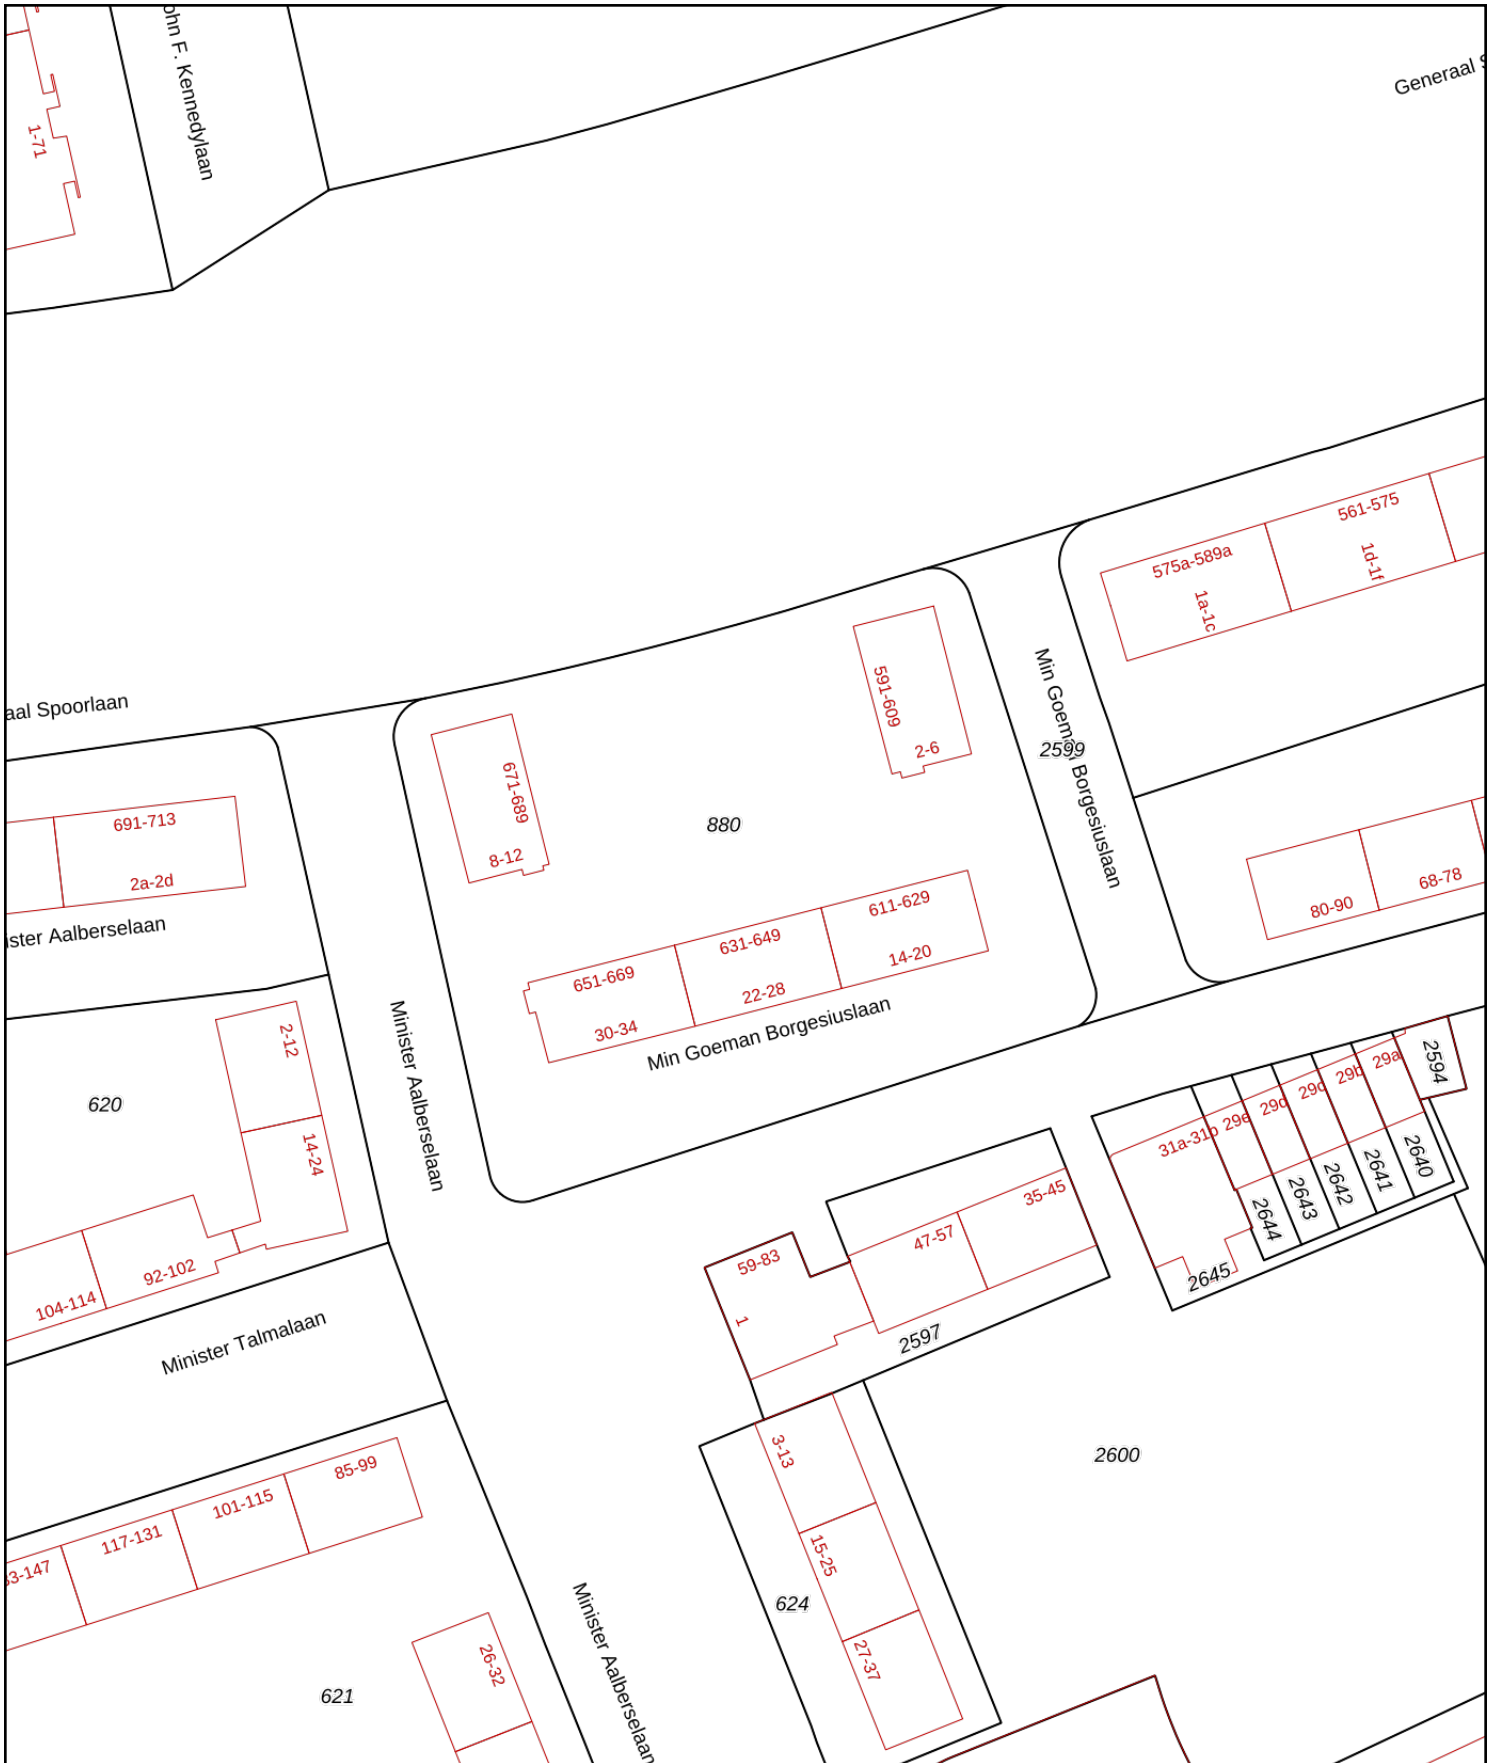 ohn F. Kennedylaan
Generaal S
1-71
561-575
575a-589a
1d-1f
1a-1c
591-609
Min Goeman Borgesiuslaan
aal Spoorlaan
2-6
2599
671-689
880
691-713
8-12
2a-2d
68-78
80-90
611-629
ister Aalberselaan
631-649
14-20
651-669
22-28
30-34
Min Goeman Borgesiuslaan
2-12
Minister Aalberselaan
620
14-24
29a
2594
29b
29c
29d
29e
31a-31b
2640
2641
2642
2643
2644
2645
35-45
47-57
59-83
1
92-102
104-114
2597
Minister Talmalaan
3-13
2600
85-99
101-115
117-131
33-147
15-25
624
27-37
Minister Aalberselaan
26-32
621